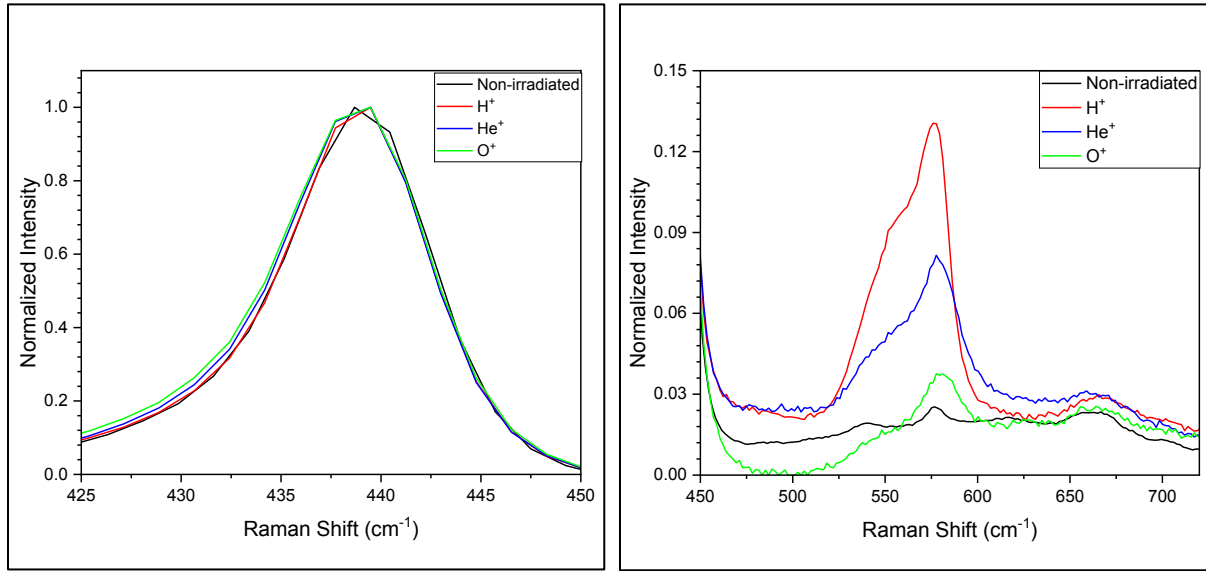 Non-irradiated
H⁺
He⁺
O⁺
Normalized Intensity
1.0
0.8
0.6
0.4
0.2
0.0
425
430
435
440
445
450
Raman Shift (cm⁻¹)
Non-irradiated
H⁺
He⁺
O⁺
Normalized Intensity
0.15
0.12
0.09
0.06
0.03
0.00
450
500
550
600
650
700
Raman Shift (cm⁻¹)